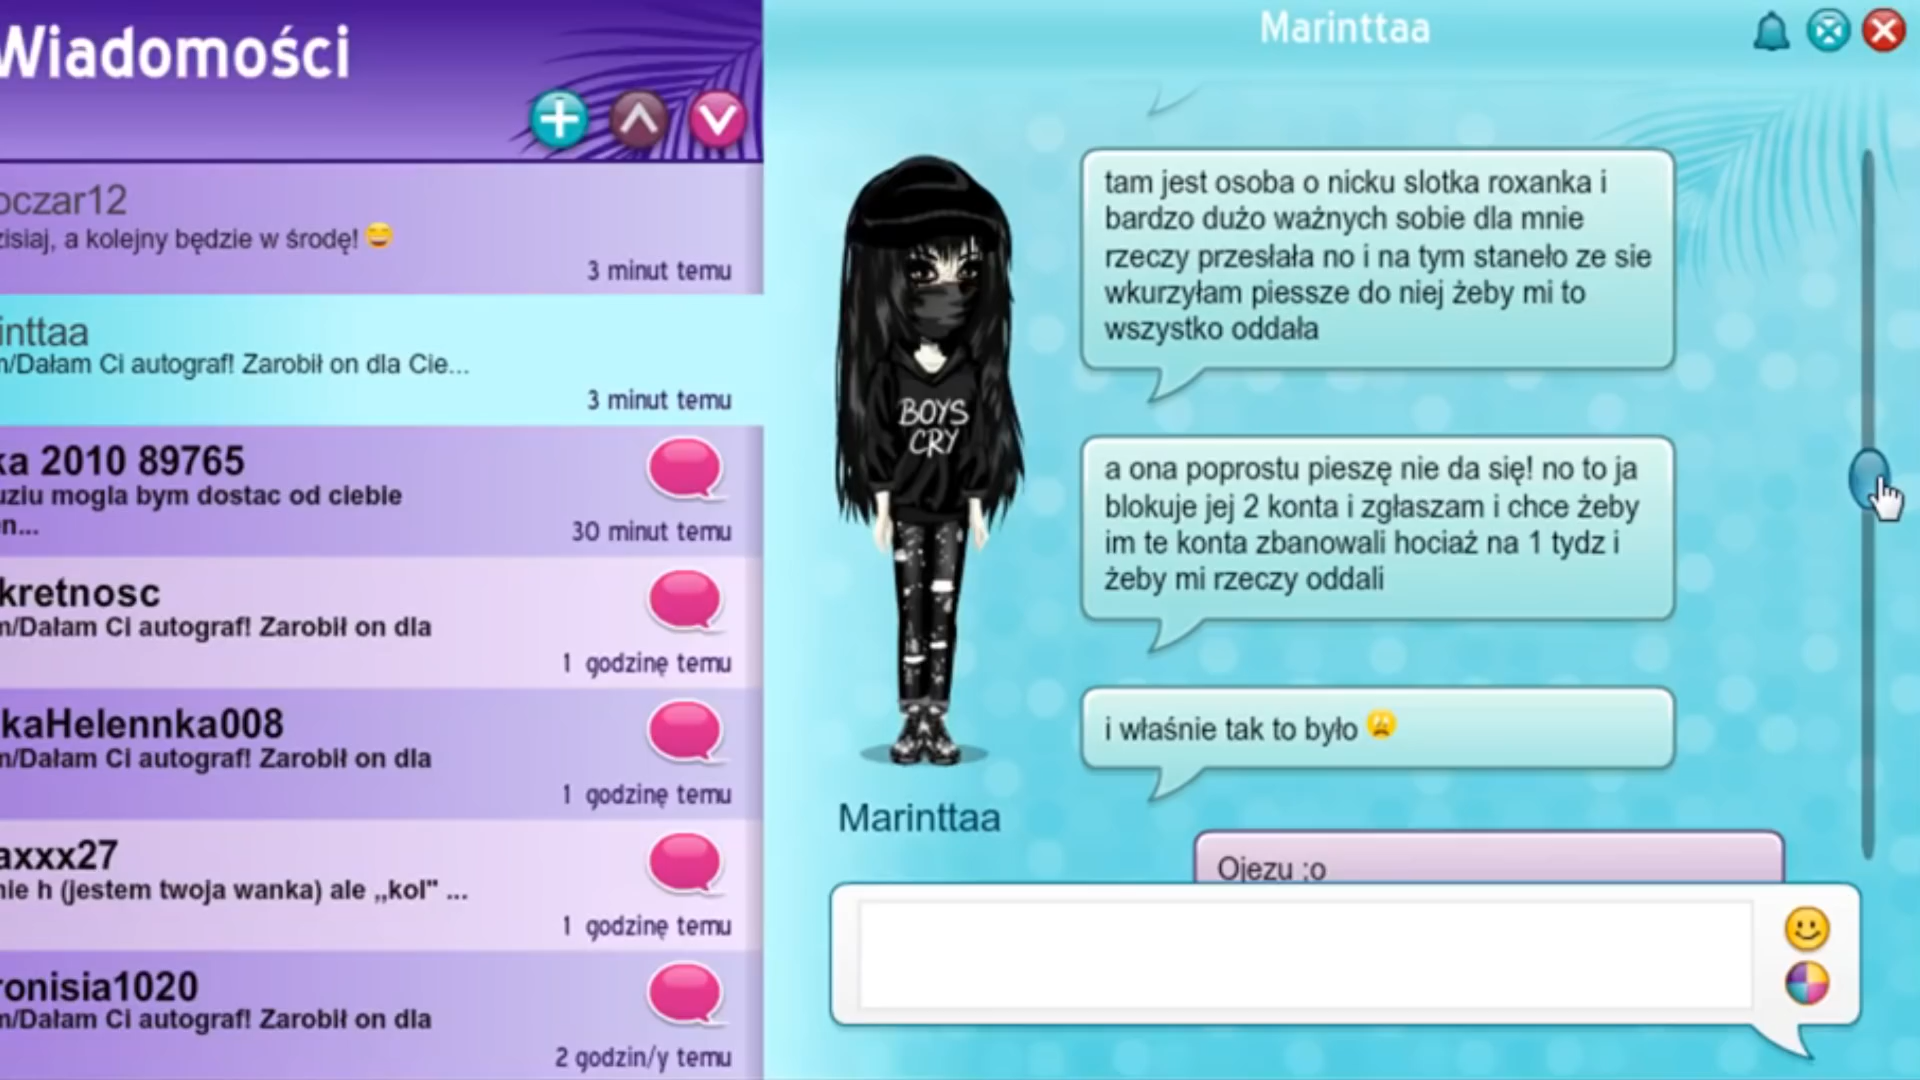 Wiadomości
oczar12
zisiaj, a kolejny będzie w środę!
3 minut temu
inttaa
n/Dałam Ci autograf! Zarobił on dla Cie...
3 minut temu
ka 2010 89765
uziu mogla bym dostac od ciebie
n...
30 minut temu
kretnosc
n/Dałam Ci autograf! Zarobił on dla
1 godzinę temu
kaHelennka008
n/Dałam Ci autograf! Zarobił on dla
1 godzinę temu
axxx27
nie h (jestem twoja wanka) ale „kol" ...
1 godzinę temu
ronisia1020
n/Dałam Ci autograf! Zarobił on dla
2 godzin/y temu
Marinttaa
tam jest osoba o nicku slotka roxanka i
bardzo dużo ważnych sobie dla mnie
rzeczy przesłała no i na tym staneło ze sie
wkurzyłam piessze do niej żeby mi to
wszystko oddała
a ona poprostu pieszę nie da się! no to ja
blokuje jej 2 konta i zgłaszam i chce żeby
im te konta zbanowali hociaż na 1 tydz i
żeby mi rzeczy oddali
i właśnie tak to było
BOYS
CRY
Marinttaa
Ojezu ;o